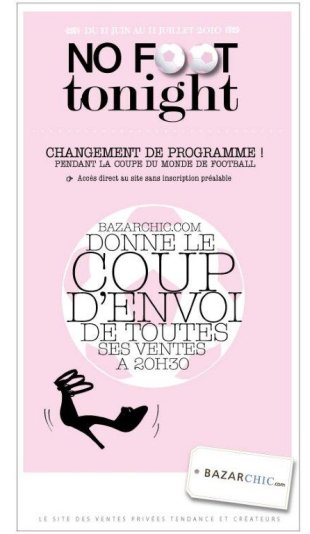 DU 11 JUIN AU 11 JUILLET 2010
NO FOOT
tonight
CHANGEMENT DE PROGRAMME !
PENDANT LA COUPE DU MONDE DE FOOTBALL
Accès direct au site sans inscription préalable
BAZARCHIC.COM
DONNE LE
COUP
D'ENVOI
DE TOUTES
SES VENTES
A 20H30
BAZARCHIC.com
LE SITE DES VENTES PRIVÉES TENDANCE ET CRÉATEURS